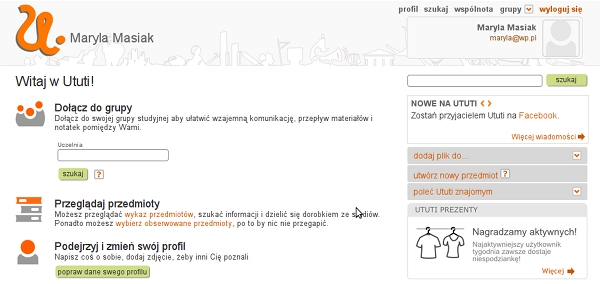 profil szukaj wspólnota grupy wyloguj się
U.
Maryla Masiak
Maryla Masiak
maryla@wp.pl
Witaj w Ututi!
szukaj
Dołącz do grupy
Dołącz do swojej grupy studyjnej aby ułatwić wzajemną komunikację, przepływ materiałów i
notatek pomiędzy Wami.
Uczelnia
szukaj ?
Przeglądaj przedmioty
Możesz przeglądać wykaz przedmiotów, szukać informacji i dzielić się dorobkiem ze studiów.
Ponadto możesz wybierz obserwowane przedmioty, po to by nic nie przegapić.
Podejrzyj i zmień swój profil
Napisz coś o sobie, dodaj zdjęcie, żeby inni Cię poznali
popraw dane swego profilu
NOWE NA UTUTI
Zostań przyjacielem Ututi na Facebook.
Więcej wiadomości
dodaj plik do...
utwórz nowy przedmiot ?
poleć Ututi znajomym
UTUTI PREZENTY
Nagradzamy aktywnych!
Najaktywniejszy użytkownik
tygodnia zawsze dostaje
niespodziankę!
Więcej